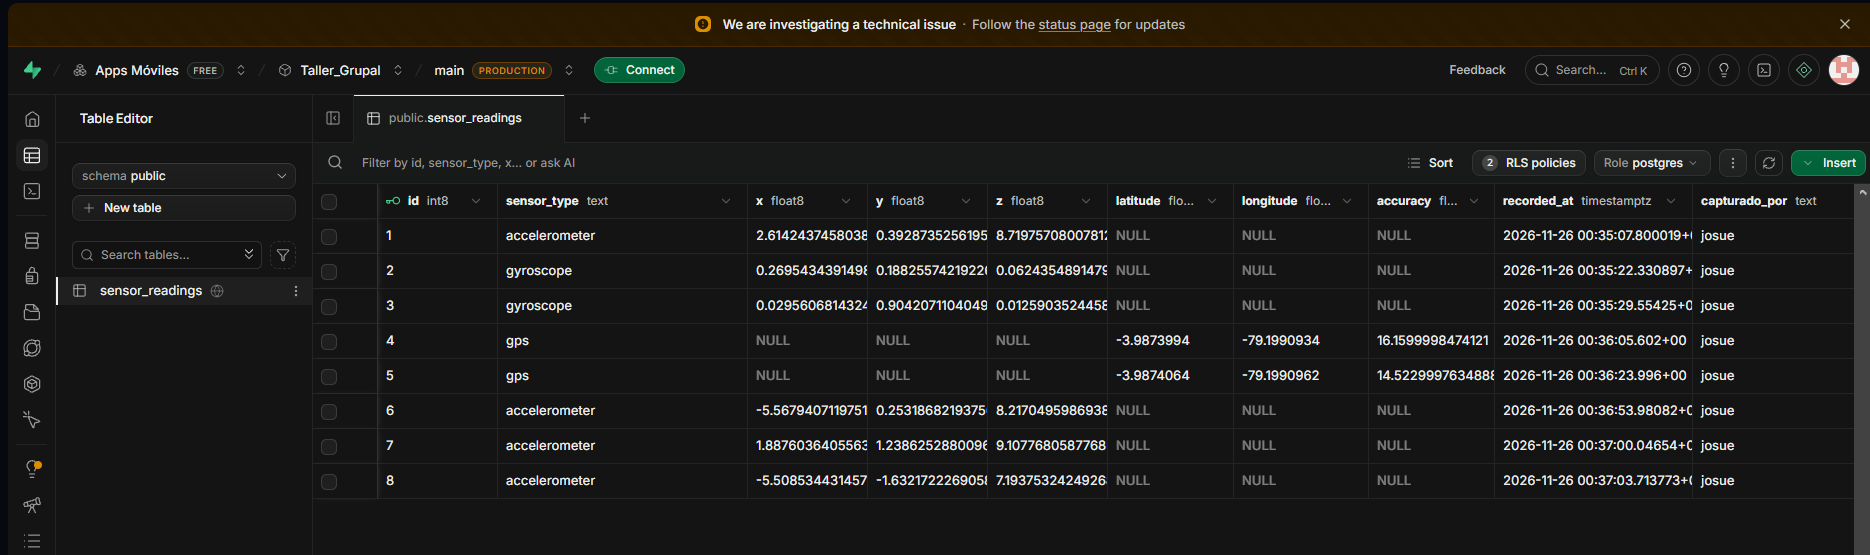 We are investigating a technical issue · Follow the status page for updates
Apps Móviles FREE / Taller_Grupal / main PRODUCTION Connect Feedback Search... Ctrl K
Table Editor
public.sensor_readings
schema public
New table
Search tables...
sensor_readings
Filter by id, sensor_type, x... or ask AI Sort 2 RLS policies Role postgres Insert
id int8 sensor_type text x float8 y float8 z float8 latitude flo... longitude flo... accuracy fl... recorded_at timestamptz capturado_por text
1 accelerometer 2.6142437458038 0.3928735256195 8.71975708007812 NULL NULL NULL 2026-11-26 00:35:07.800019+ josue
2 gyroscope 0.2695434391498 0.1882557421922 0.0624354891479 NULL NULL NULL 2026-11-26 00:35:22.330897+ josue
3 gyroscope 0.0295606814324 0.9042071104049 0.0125903524458 NULL NULL NULL 2026-11-26 00:35:29.55425+0 josue
4 gps NULL NULL NULL -3.9873994 -79.1990934 16.1599998474121 2026-11-26 00:36:05.602+00 josue
5 gps NULL NULL NULL -3.9874064 -79.1990962 14.5229997634888 2026-11-26 00:36:23.996+00 josue
6 accelerometer -5.5679407119751 0.2531868219375 8.2170495986938 NULL NULL NULL 2026-11-26 00:36:53.98082+0 josue
7 accelerometer 1.8876036405563 1.2386252880096 9.1077680587768 NULL NULL NULL 2026-11-26 00:37:00.04654+0 josue
8 accelerometer -5.508534431457 -1.6321722269058 7.1937532424926 NULL NULL NULL 2026-11-26 00:37:03.713773+ josue